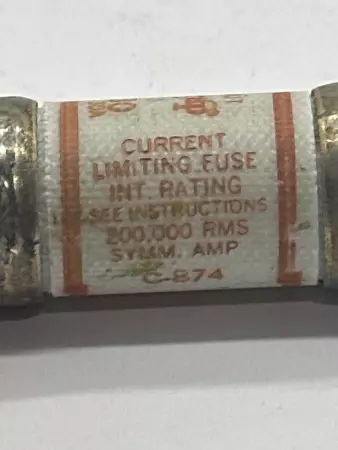 CURRENT
LIMITING FUSE
INT RATING
SEE INSTRUCTIONS
200,000 RMS
SYMM. AMP
C-874